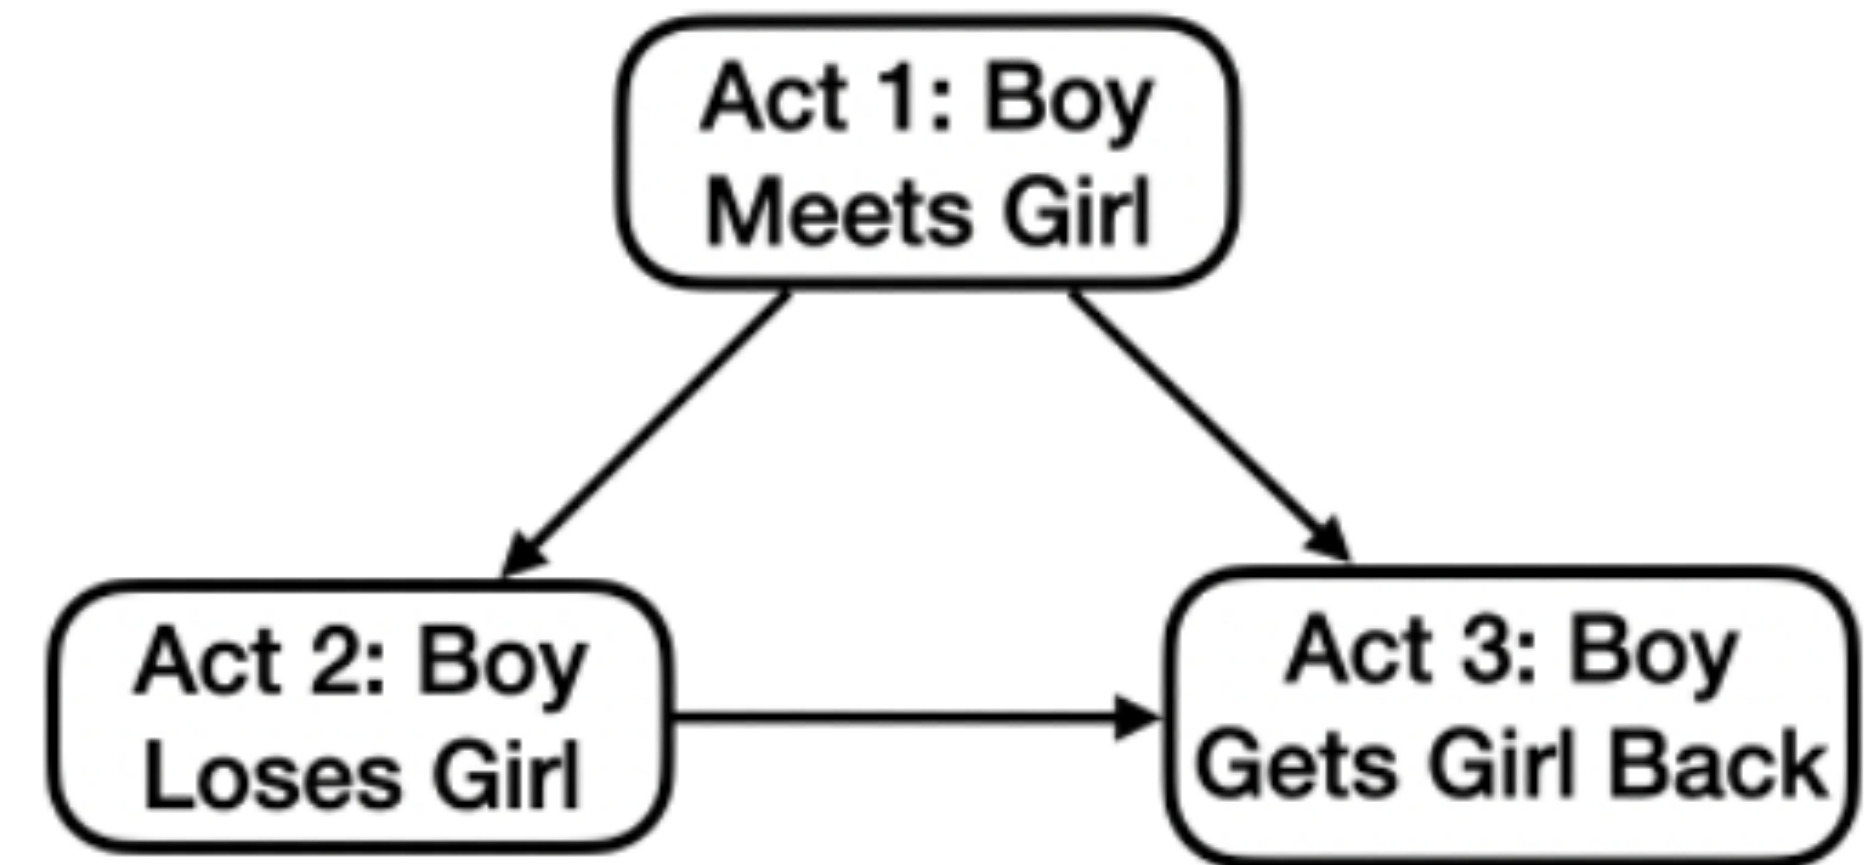 Act 1: Boy
Meets Girl
Act 2: Boy
Loses Girl
Act 3: Boy
Gets Girl Back